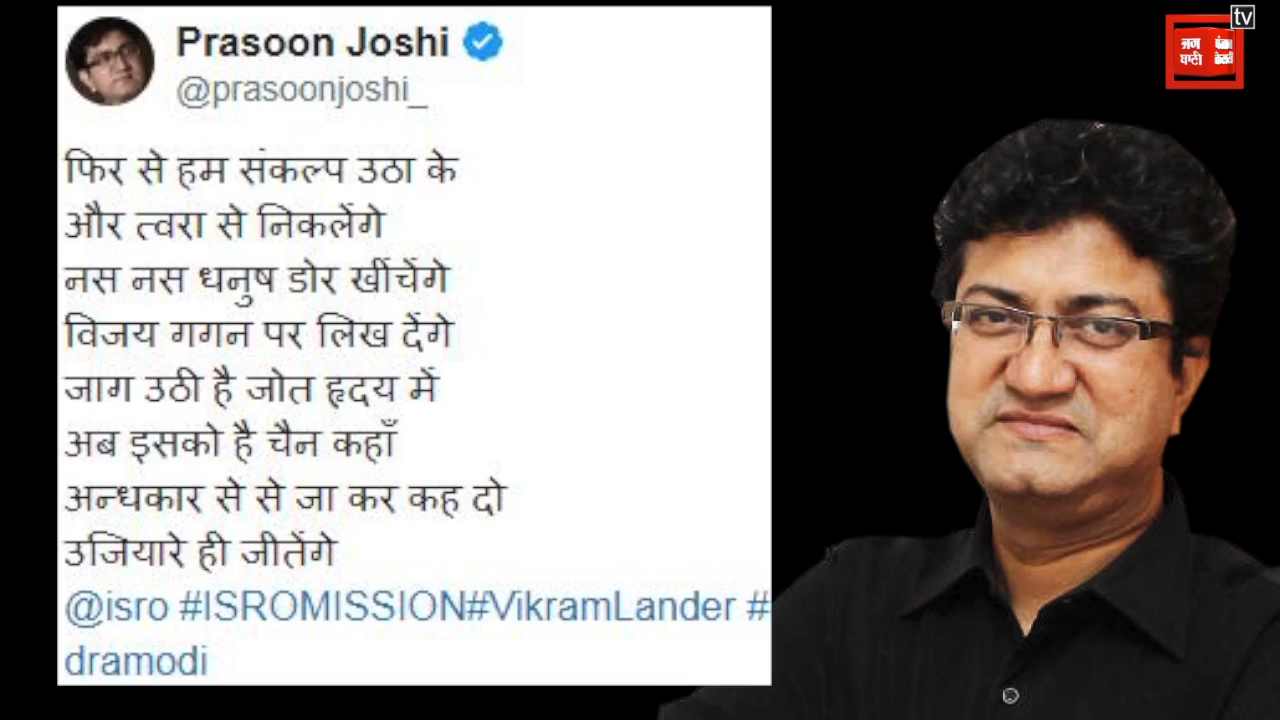 Prasoon Joshi
@prasoonjoshi_
फिर से हम संकल्प उठा के
और त्वरा से निकलेंगे
नस नस धनुष डोर खींचेंगे
विजय गगन पर लिख देंगे
जाग उठी है जोत हृदय में
अब इसको है चैन कहाँ
अन्धकार से से जा कर कह दो
उजियारे ही जीतेंगे
@isro #ISROMISSION#VikramLander #
dramodi
tv